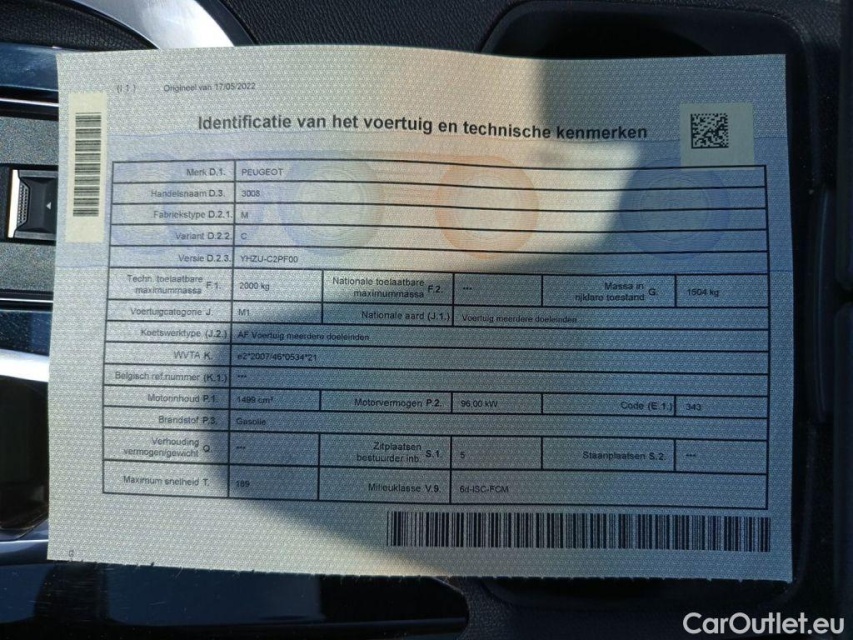 (I 1) Origineel van 17/05/2022
Identificatie van het voertuig en technische kenmerken
Merk D.1. PEUGEOT
Handelsnaam D.3. 3008
Fabriekstype D.2.1. M
Variant D.2.2. C
Versie D.2.3. YHZU-C2PF00
Techn. toelaatbare maximummassa F.1. 2000 kg Nationale toelaatbare maximummassa F.2. --- Massa in rijklare toestand G. 1504 kg
Voertuigcategorie J. M1 Nationale aard (J.1.) Voertuig meerdere doeleinden
Koetswerktype (J.2.) AF Voertuig meerdere doeleinden
WVTA K. e2*2007/46*0534*21
Belgisch ref.nummer (K.1.) ---
Motorinhoud P.1. 1499 cm³ Motorvermogen P.2. 96,00 kW Code (E.1.) 343
Brandstof P.3. Gasolie
Verhouding vermogen/gewicht Q. --- Zitplaatsen bestuurder inb. S.1. 5 Staanplaatsen S.2. ---
Maximum snelheid T. 189 Milieuklasse V.9. 6d-ISC-FCM
CarOutlet.eu